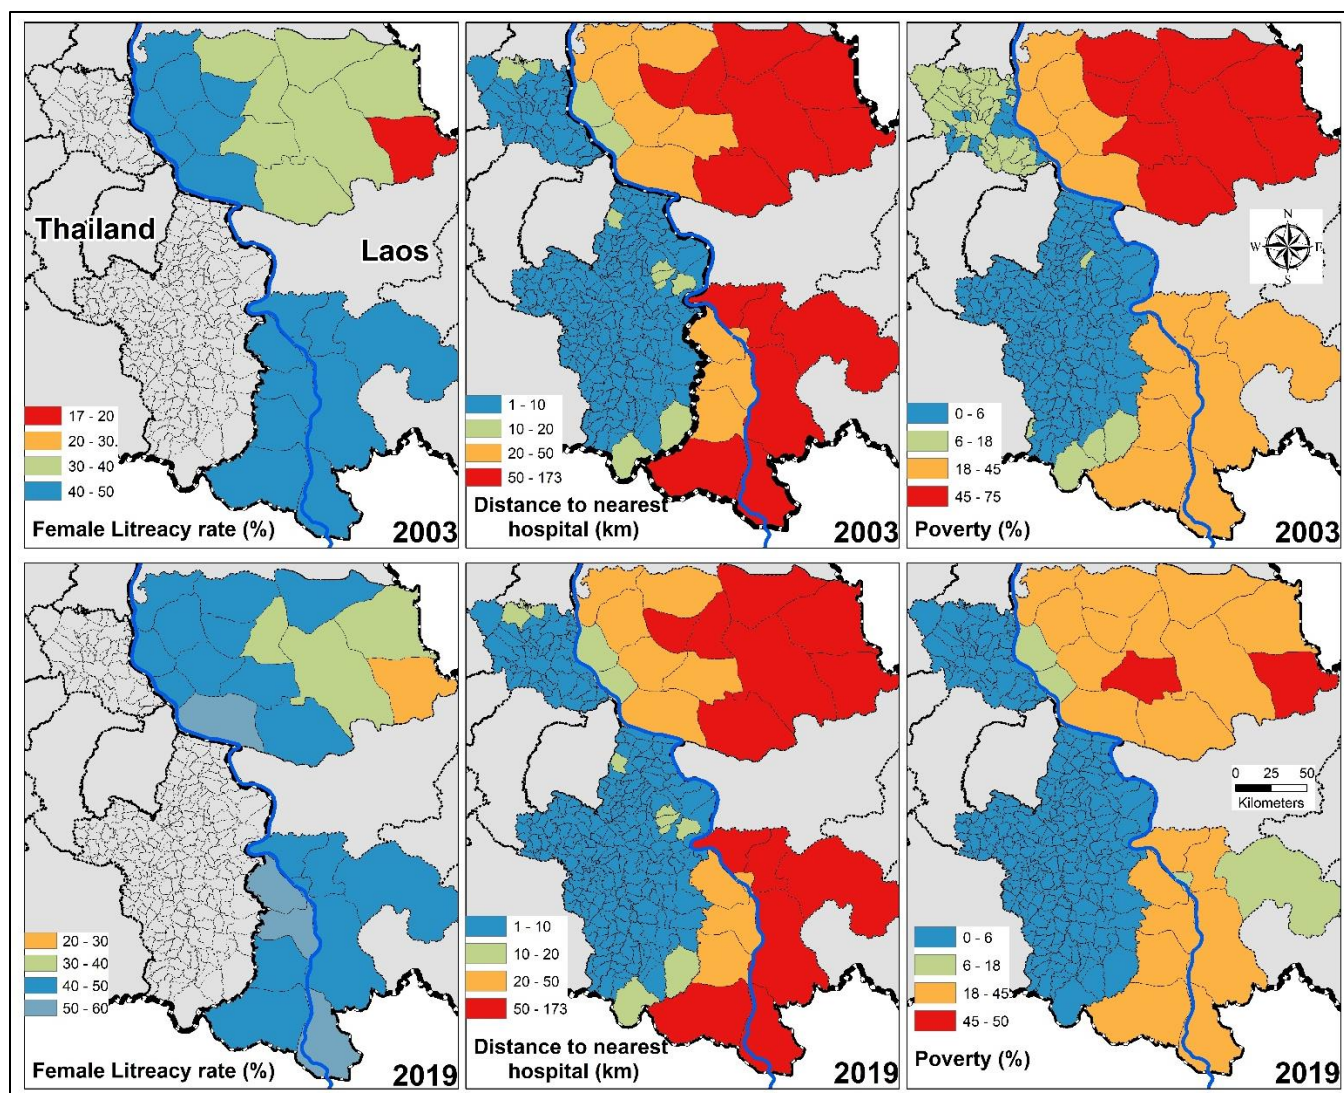 Thailand
Laos
17 - 20
20 - 30.
30 - 40
40 - 50
Female Litreacy rate (%)
2003
1 - 10
10 - 20
20 - 50
50 - 173
Distance to nearest
hospital (km)
2003
N
W
E
S
0 - 6
6 - 18
18 - 45
45 - 75
Poverty (%)
2003
20 - 30
30 - 40
40 - 50
50 - 60
Female Litreacy rate (%)
2019
1 - 10
10 - 20
20 - 50
50 - 173
Distance to nearest
hospital (km)
2019
0 25 50
Kilometers
0 - 6
6 - 18
18 - 45
45 - 50
Poverty (%)
2019